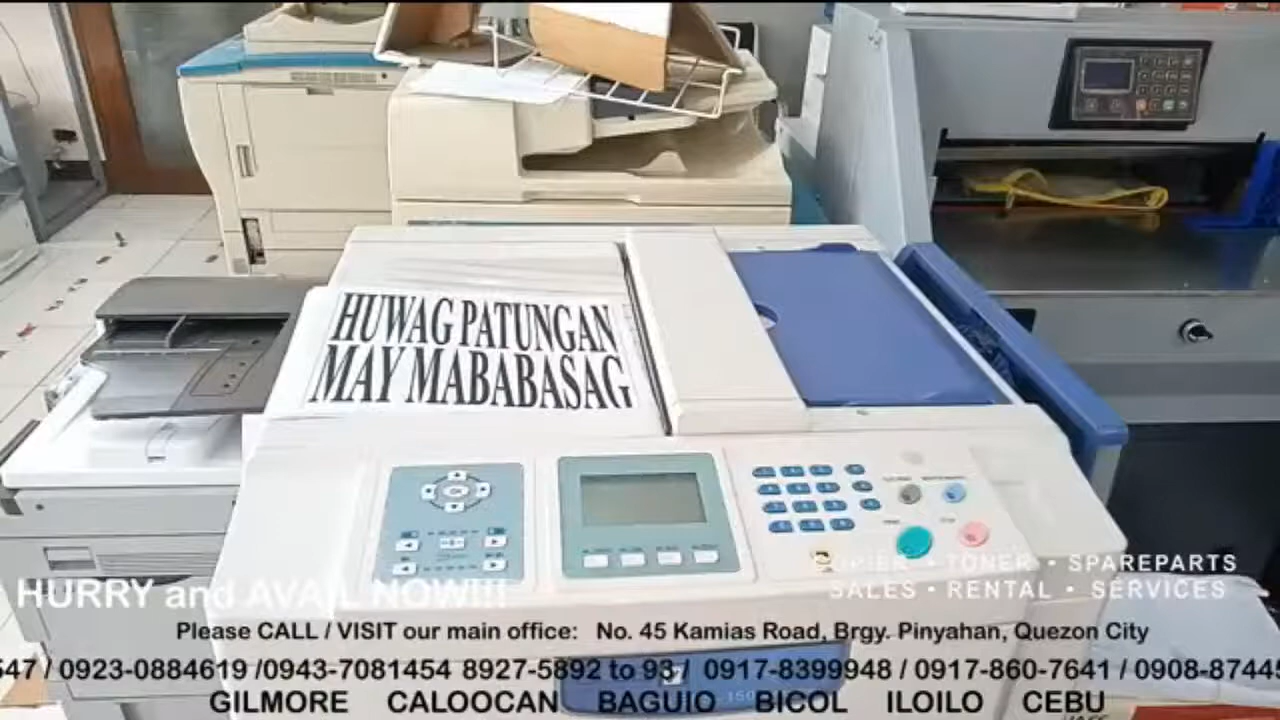 HUWAG PATUNGAN
MAY MABABASAG
HURRY and AVAIL NOW!!!
COPIER • TONER • SPAREPARTS
SALES • RENTAL • SERVICES
Please CALL / VISIT our main office: No. 45 Kamias Road, Brgy. Pinyahan, Quezon City
547 / 0923-0884619 /0943-7081454 8927-5892 to 93 / 0917-8399948 / 0917-860-7641 / 0908-87445
GILMORE CALOOCAN BAGUIO BICOL ILOILO CEBU